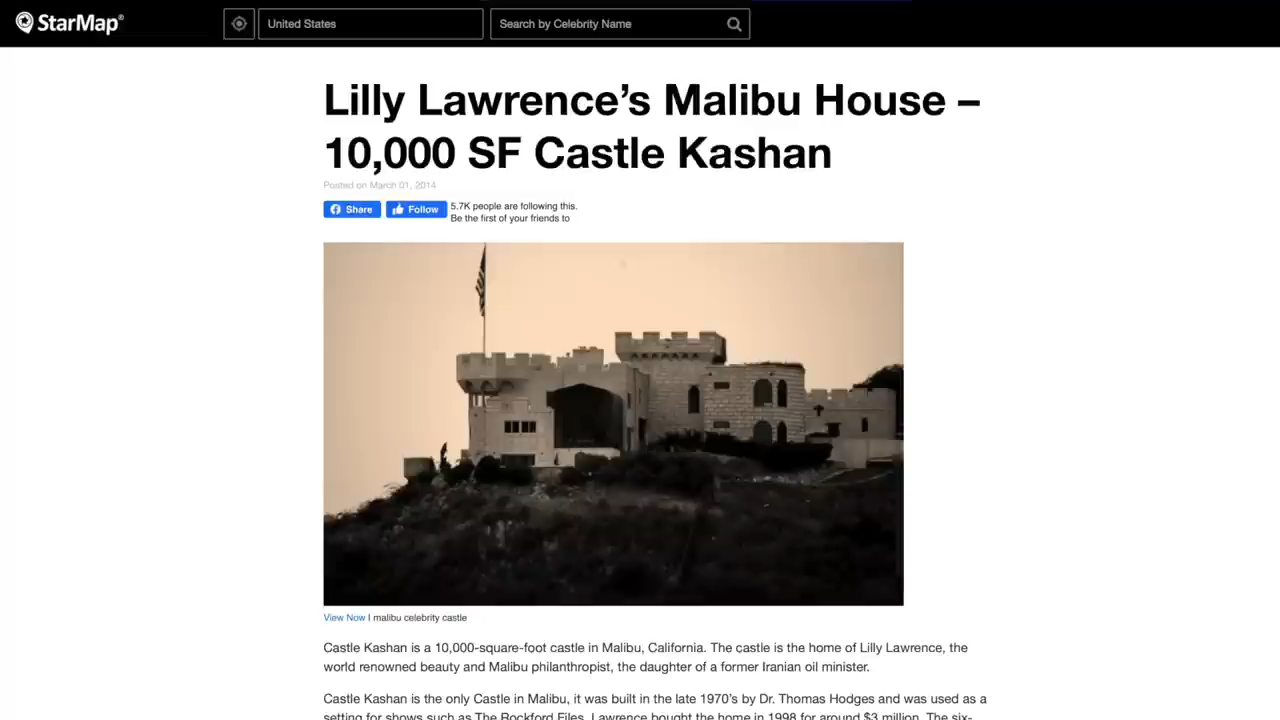 StarMap®
United States
Search by Celebrity Name
Lilly Lawrence’s Malibu House –
10,000 SF Castle Kashan
Posted on March 01, 2014
Share
Follow
5.7K people are following this.
Be the first of your friends to
View Now | malibu celebrity castle
Castle Kashan is a 10,000-square-foot castle in Malibu, California. The castle is the home of Lilly Lawrence, the
world renowned beauty and Malibu philanthropist, the daughter of a former Iranian oil minister.
Castle Kashan is the only Castle in Malibu, it was built in the late 1970’s by Dr. Thomas Hodges and was used as a
setting for shows such as The Rockford Files. Lawrence bought the home in 1998 for around $3 million. The six-